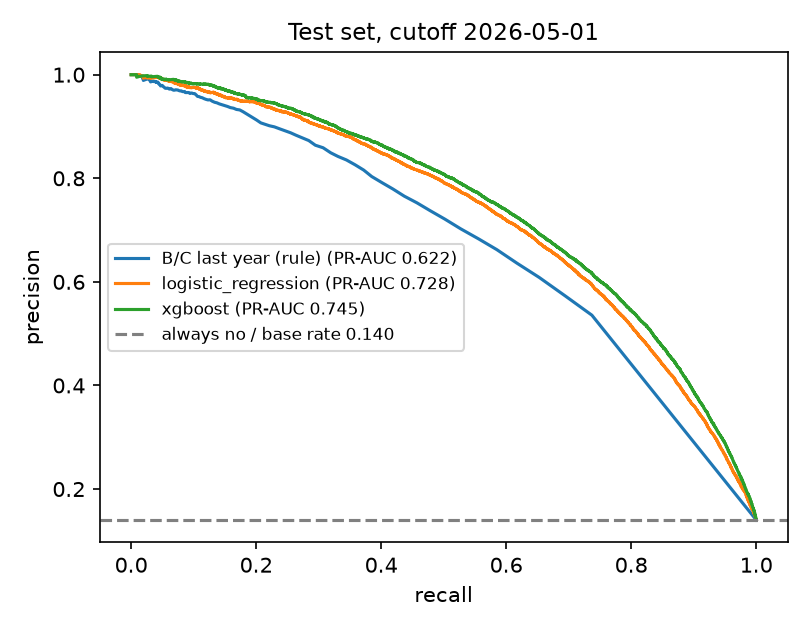 Test set, cutoff 2026-05-01
precision
1.0
0.8
0.6
0.4
0.2
B/C last year (rule) (PR-AUC 0.622)
logistic_regression (PR-AUC 0.728)
xgboost (PR-AUC 0.745)
always no / base rate 0.140
0.0 0.2 0.4 0.6 0.8 1.0
recall